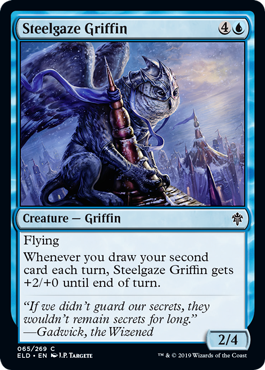 Steelgaze Griffin 4
Creature — Griffin
Flying
Whenever you draw your second
card each turn, Steelgaze Griffin gets
+2/+0 until end of turn.
"If we didn't guard our secrets, they
wouldn't remain secrets for long."
—Gadwick, the Wizened
2/4
065/269 C
ELD • EN J.P. TARGETE
™ & © 2019 Wizards of the Coast